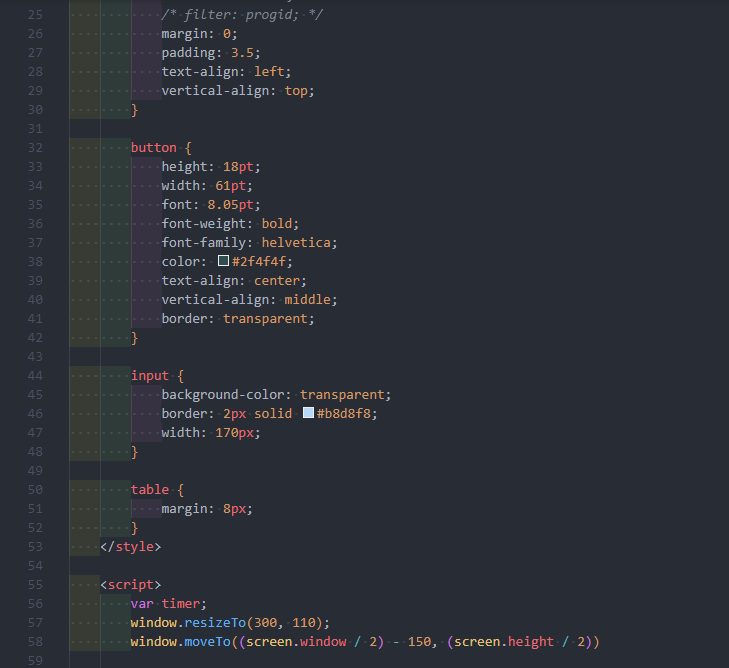 25 /* filter: progid; */
26 margin: 0;
27 padding: 3.5;
28 text-align: left;
29 vertical-align: top;
30 }
31
32 button {
33 height: 18pt;
34 width: 61pt;
35 font: 8.05pt;
36 font-weight: bold;
37 font-family: helvetica;
38 color: #2f4f4f;
39 text-align: center;
40 vertical-align: middle;
41 border: transparent;
42 }
43
44 input {
45 background-color: transparent;
46 border: 2px solid #b8d8f8;
47 width: 170px;
48 }
49
50 table {
51 margin: 8px;
52 }
53 </style>
54
55 <script>
56 var timer;
57 window.resizeTo(300, 110);
58 window.moveTo((screen.window / 2) - 150, (screen.height / 2))
59